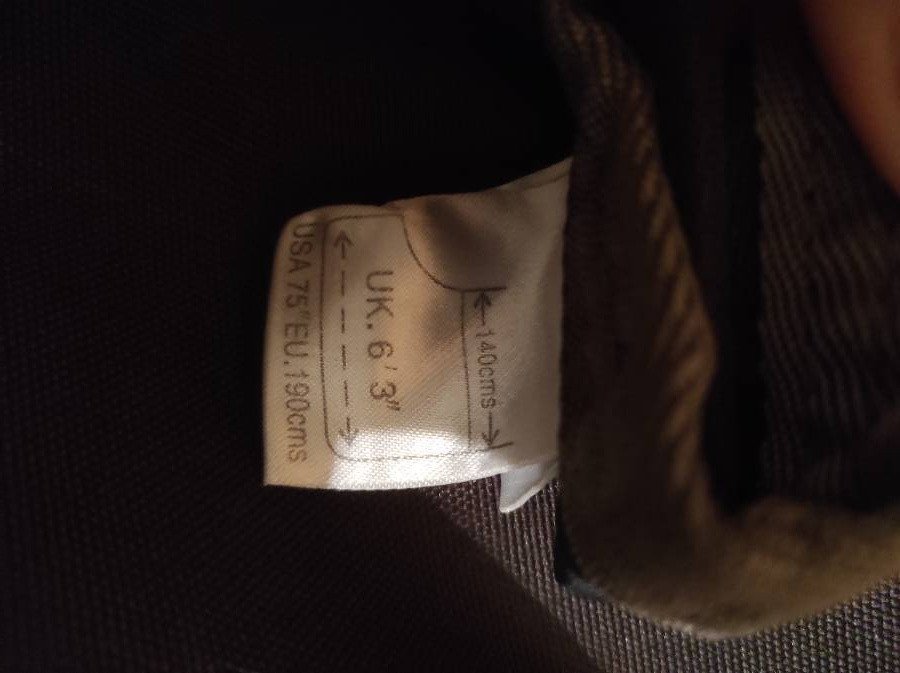 140cms
UK. 6' 3"
USA 75" EU. 190cms